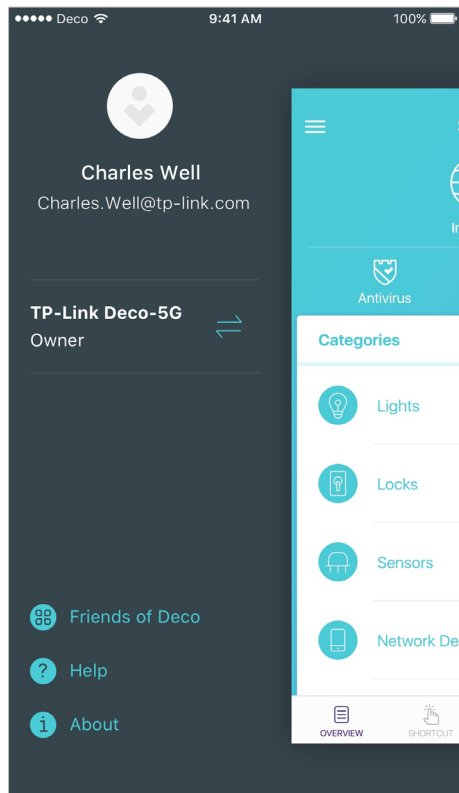 Deco
9:41 AM
100%
Charles Well
Charles.Well@tp-link.com
TP-Link Deco-5G
Owner
Friends of Deco
Help
About
Antivirus
Categories
Lights
Locks
Sensors
Network De
OVERVIEW
SHORTCUT